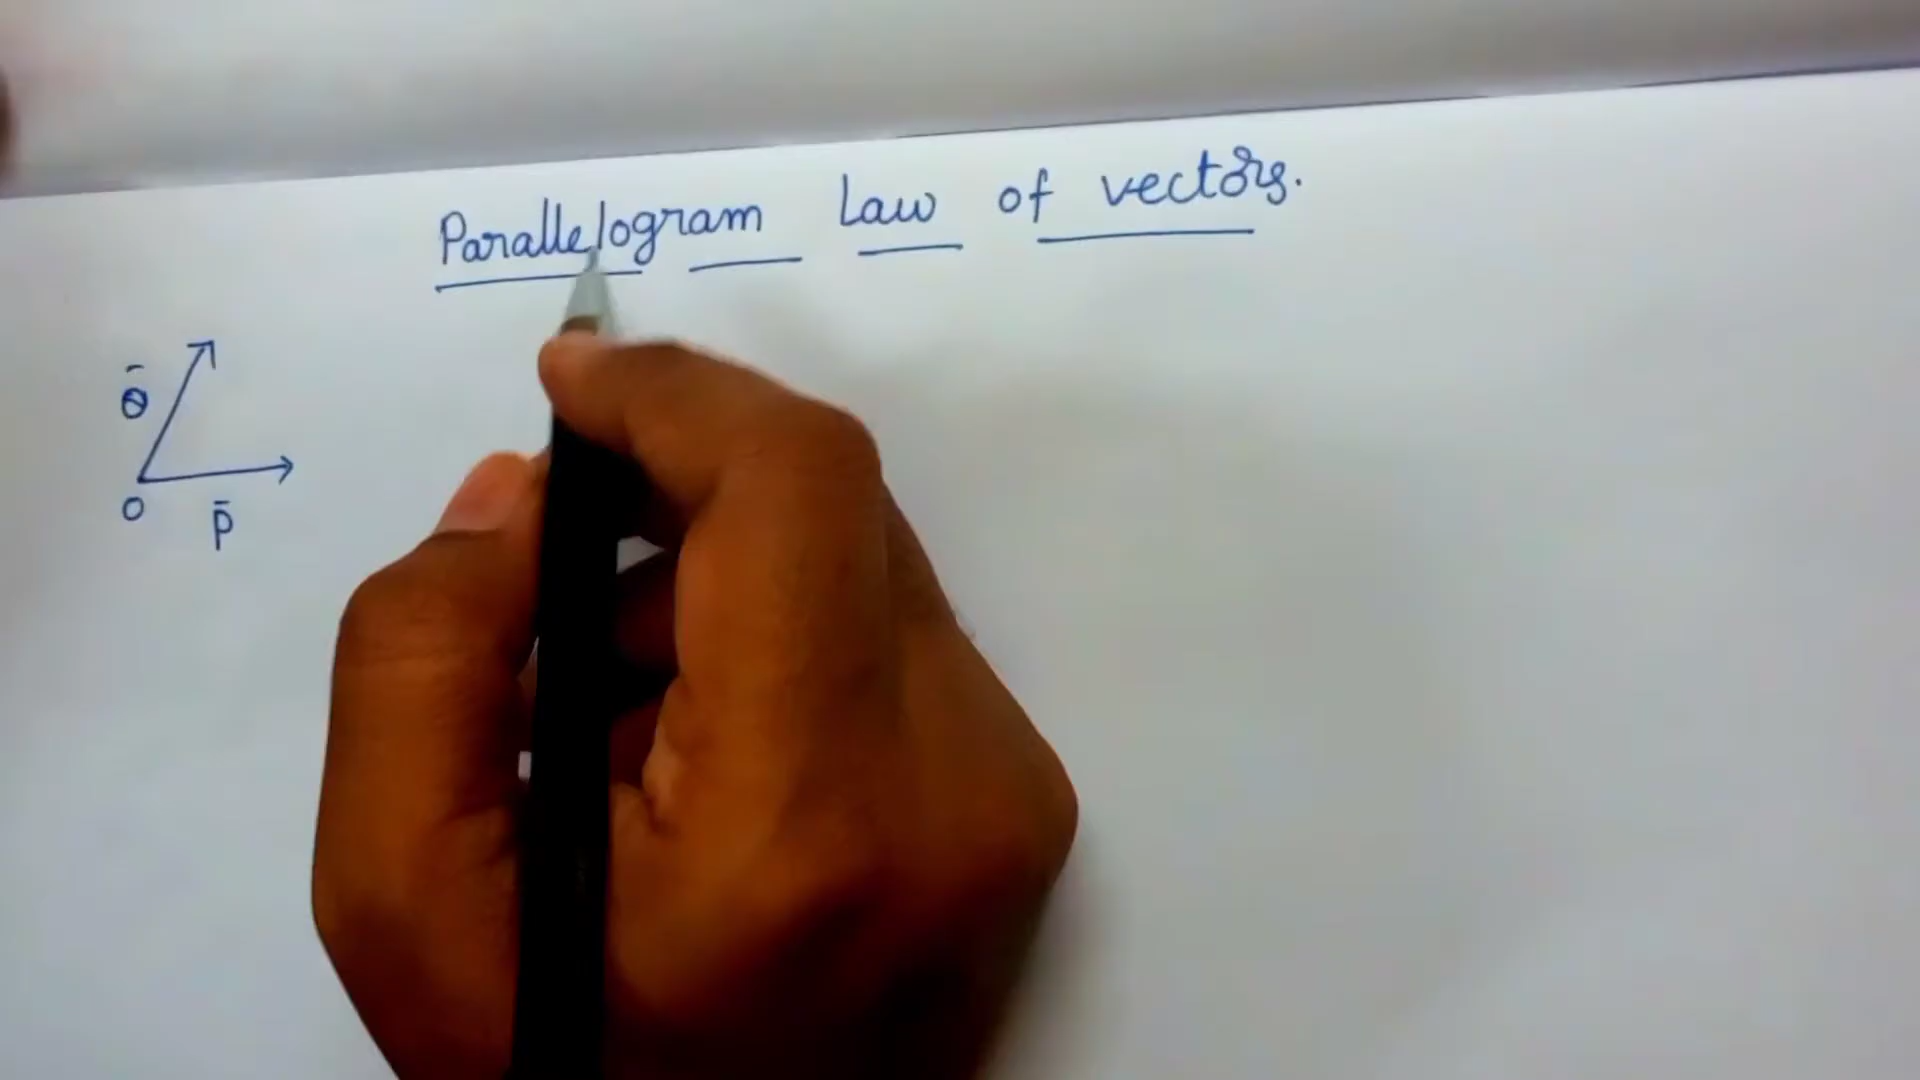 Parallelogram Law of vectors.
Q̄
O P̄